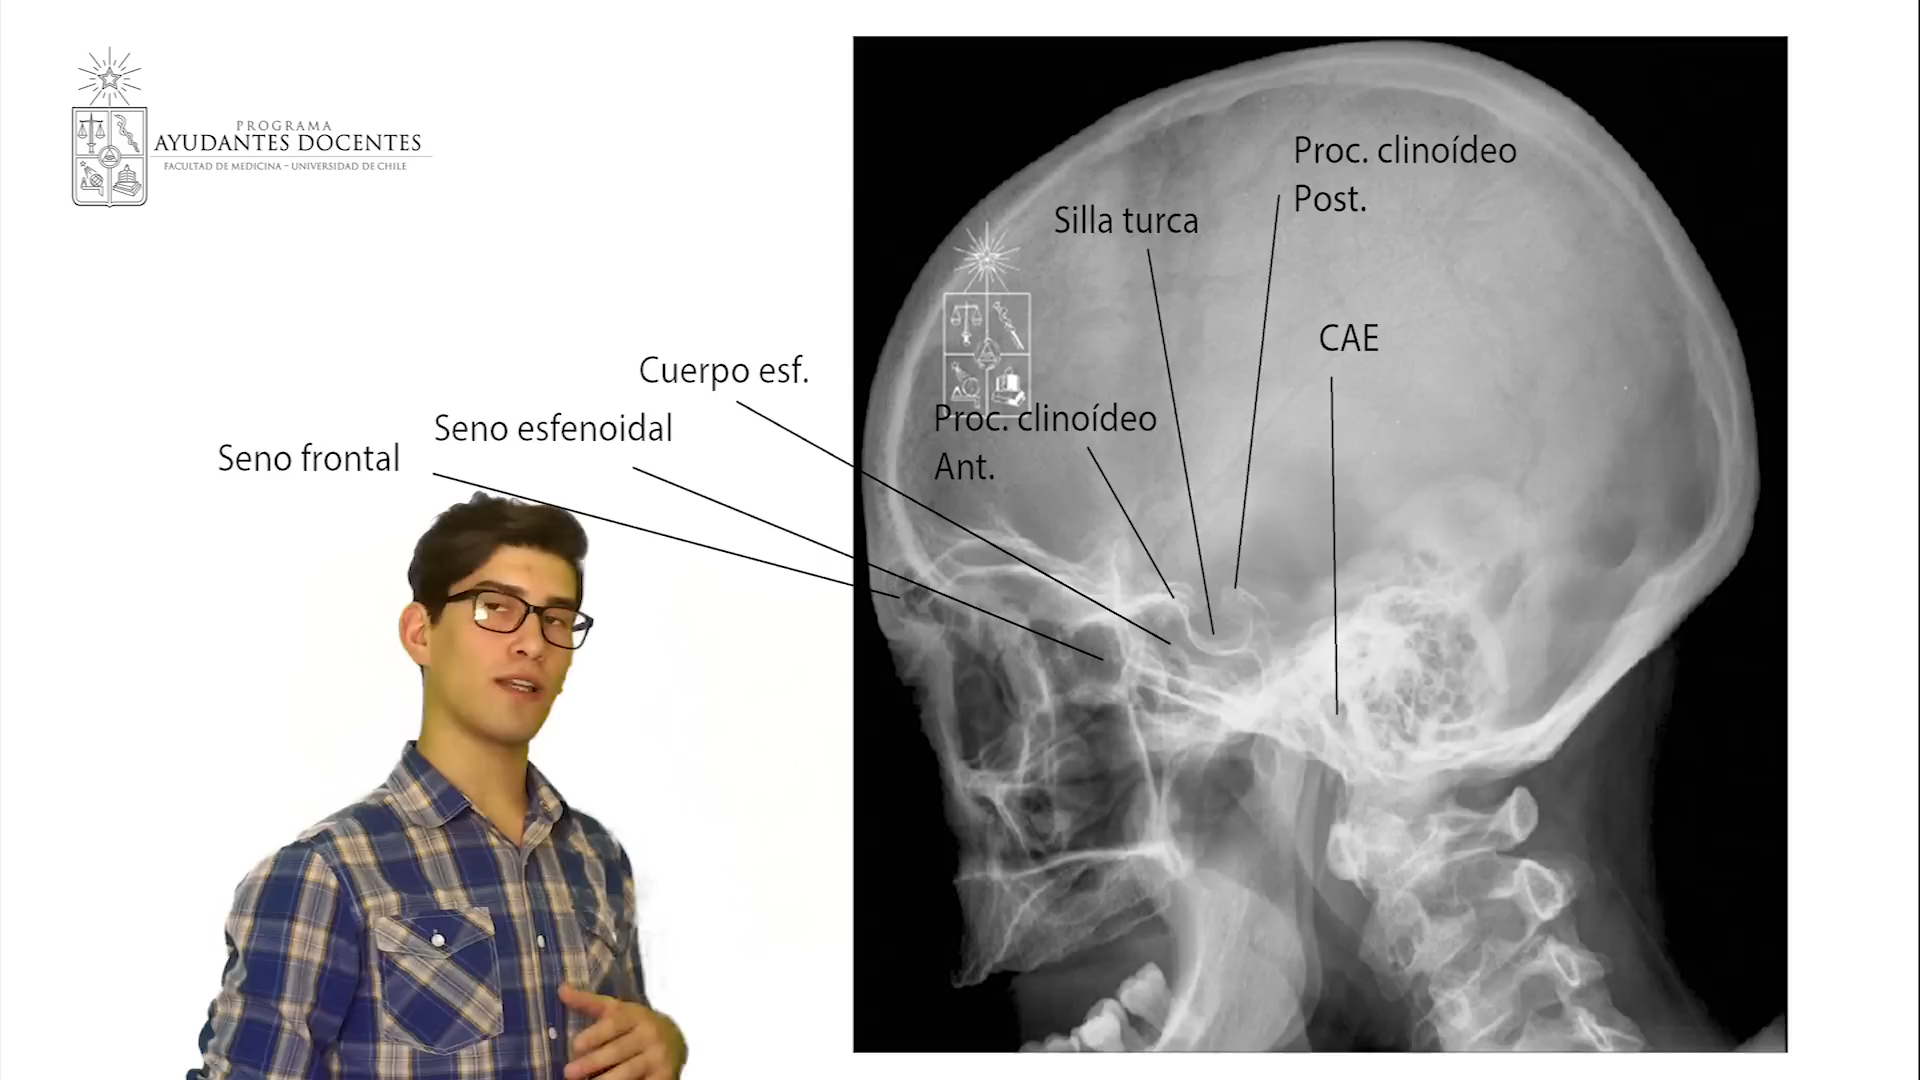 PROGRAMA
AYUDANTES DOCENTES
FACULTAD DE MEDICINA – UNIVERSIDAD DE CHILE
Proc. clinoídeo
Post.
Silla turca
CAE
Cuerpo esf.
Proc. clinoídeo
Ant.
Seno esfenoidal
Seno frontal